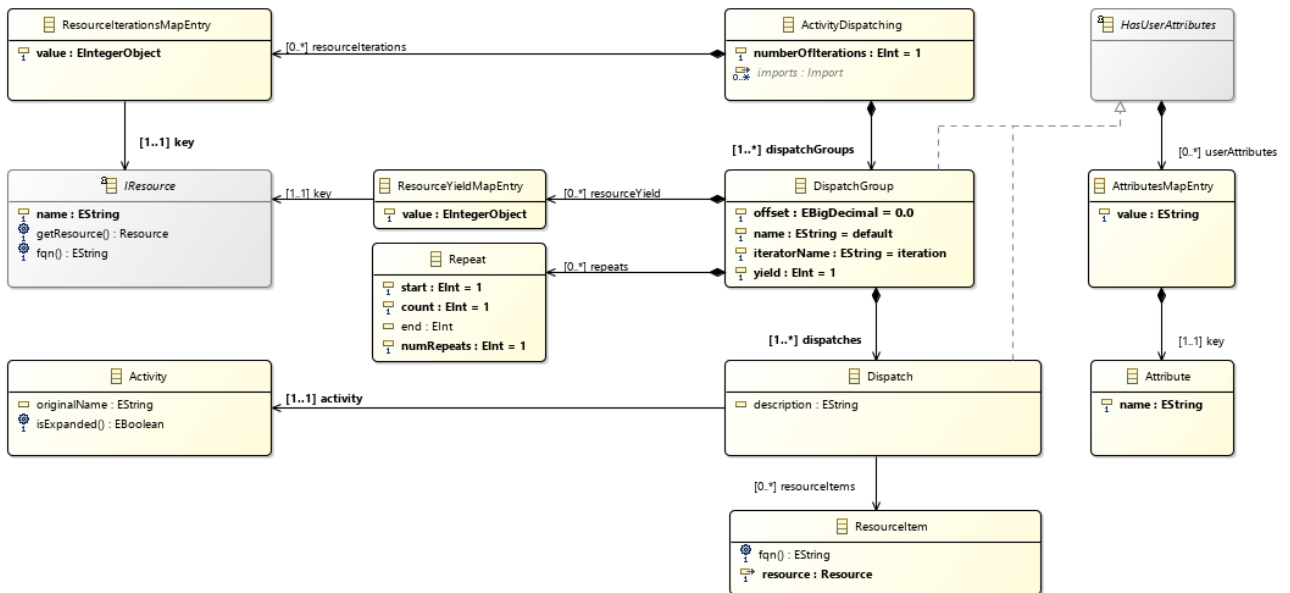 ResourceIterationsMapEntry
value : EIntegerObject
[0..*] resourceIterations
ActivityDispatching
numberOfIterations : EInt = 1
0..* imports : Import
HasUserAttributes
[1..1] key
[1..*] dispatchGroups
[0..*] userAttributes
IResource
name : EString
getResource() : Resource
fqn() : EString
[1..1] key
ResourceYieldMapEntry
value : EIntegerObject
[0..*] resourceYield
DispatchGroup
offset : EBigDecimal = 0.0
name : EString = default
iteratorName : EString = iteration
yield : EInt = 1
AttributesMapEntry
value : EString
Repeat
start : EInt = 1
count : EInt = 1
end : EInt
numRepeats : EInt = 1
[0..*] repeats
[1..*] dispatches
[1..1] key
Activity
originalName : EString
isExpanded() : EBoolean
[1..1] activity
Dispatch
description : EString
Attribute
name : EString
[0..*] resourceItems
ResourceItem
fqn() : EString
resource : Resource